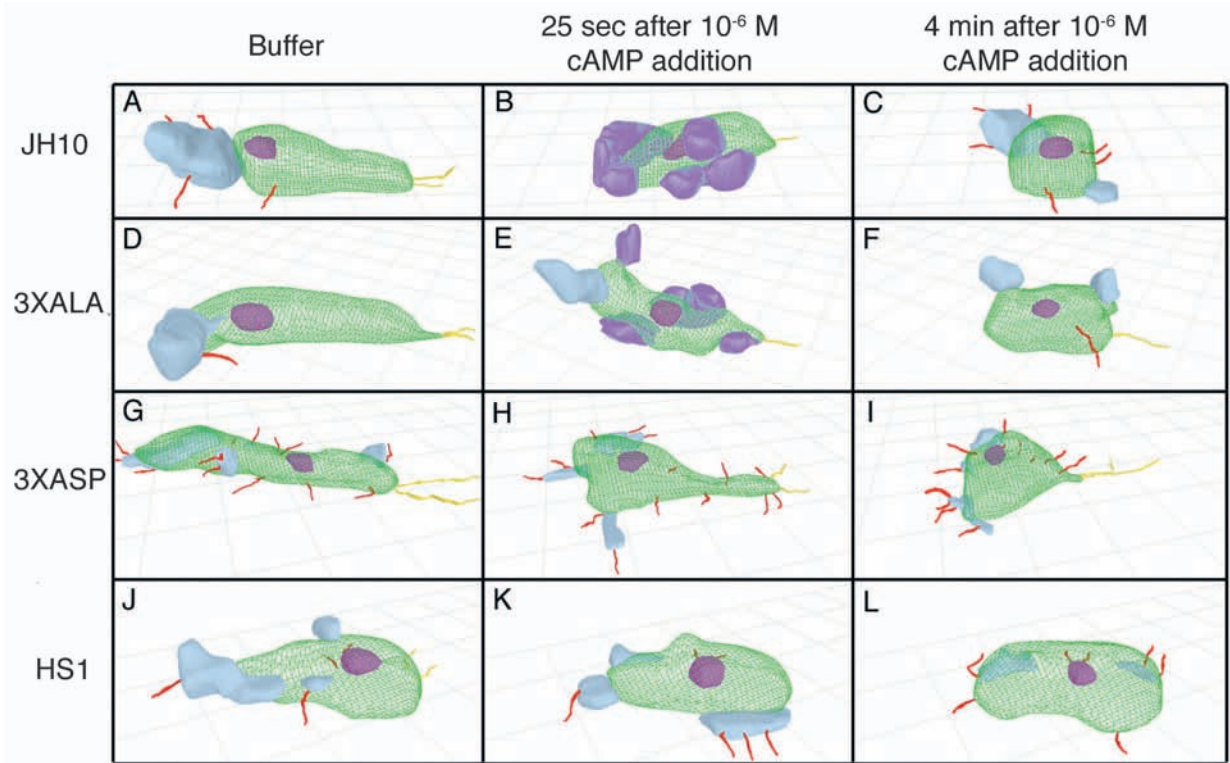 Buffer
25 sec after 10⁻⁶ M
cAMP addition
4 min after 10⁻⁶ M
cAMP addition
JH10
A
B
C
3XALA
D
E
F
3XASP
G
H
I
HS1
J
K
L